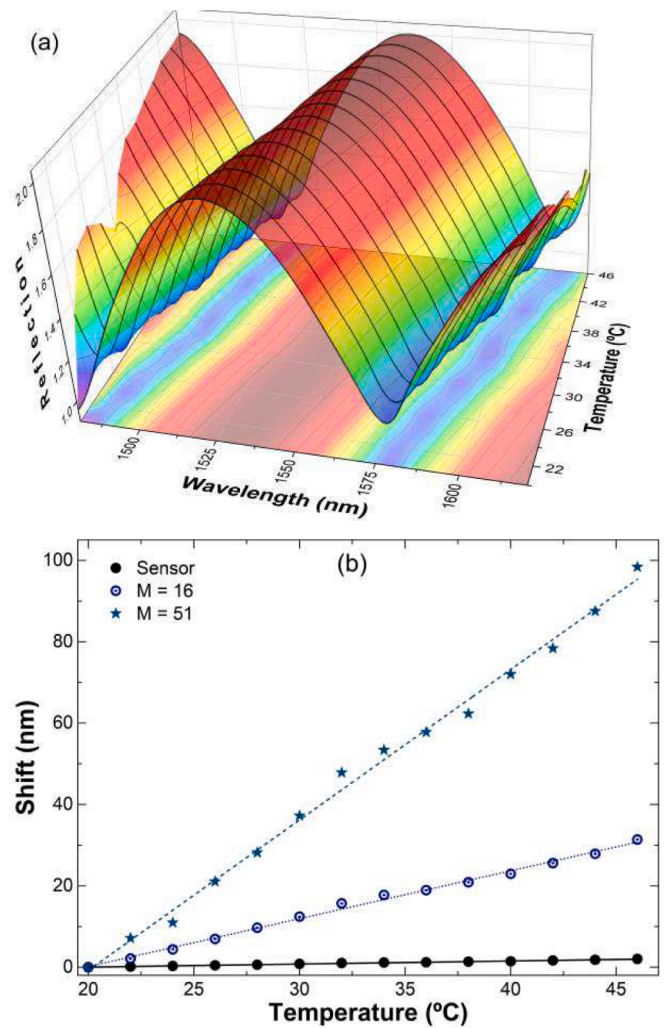 (a)
2.0
1.8
1.6
1.4
1.2
1.0
Reflection
1500
1525
1550
1575
1600
Wavelength (nm)
46
42
38
34
30
26
22
Temperature (ºC)
(b)
Sensor
M = 16
M = 51
100
80
60
40
20
0
Shift (nm)
20 25 30 35 40 45
Temperature (ºC)